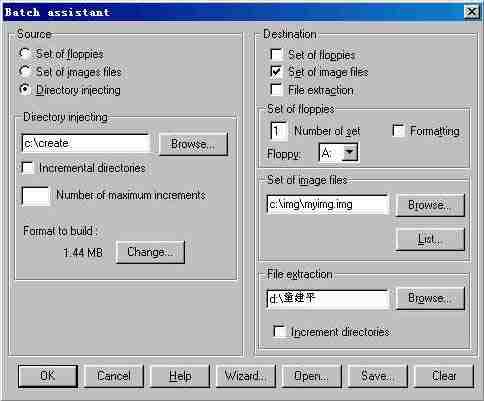 Batch assistant
Source
Set of floppies
Set of images files
Directory injecting
Directory injecting
c:\create
Browse...
Incremental directories
Number of maximum increments
Format to build :
1.44 MB
Change...
Destination
Set of floppies
Set of image files
File extraction
Set of floppies
1 Number of set
Formatting
Floppy: A:
Set of image files
c:\img\myimg.img
Browse...
List...
File extraction
d:\童建平
Browse...
Increment directories
OK Cancel Help Wizard... Open... Save... Clear